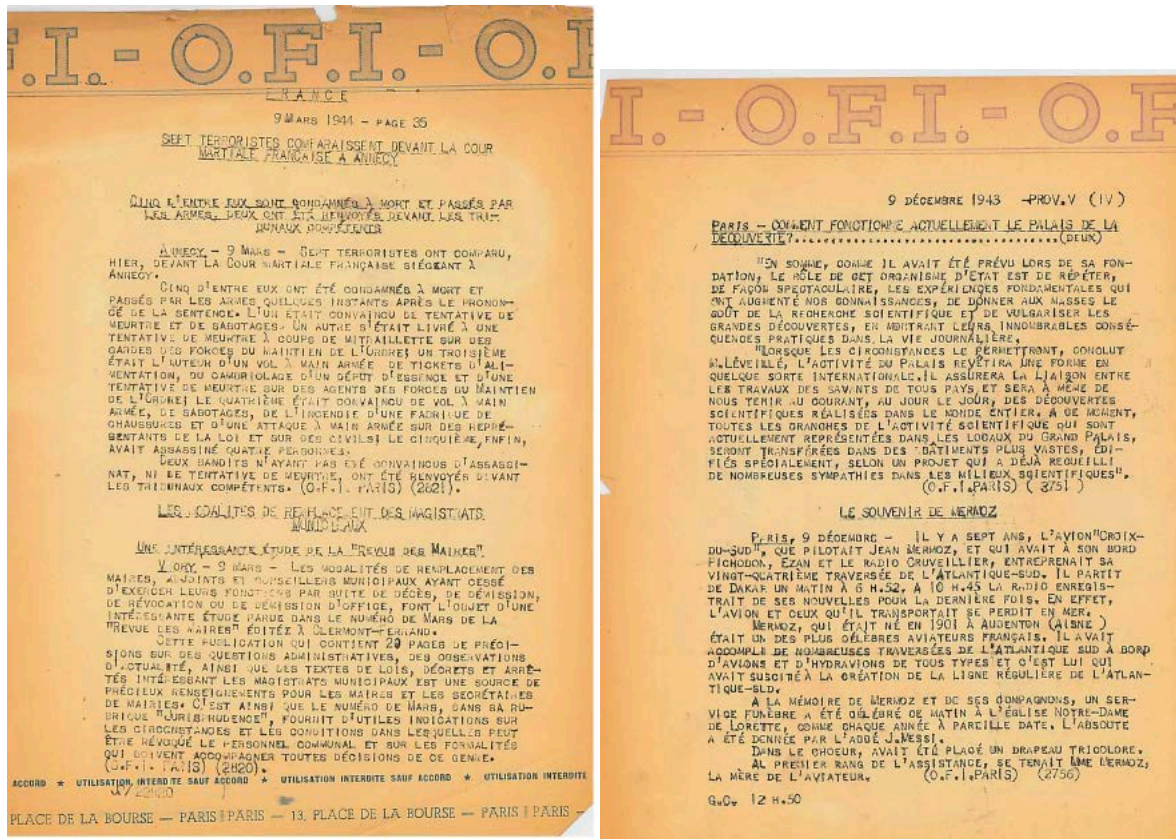 F.I. - O.F.I. - O.F
FRANCE
9 MARS 1944 - PAGE 35
SEPT TERRORISTES COMPARAISSENT DEVANT LA COUR
MARTIALE FRANÇAISE A ANNECY
CINQ D'ENTRE EUX SONT CONDAMNÉS À MORT ET PASSÉS PAR
LES ARMES. DEUX ONT ÉTÉ RENVOYÉS DEVANT LES TRI-
BUNAUX COMPÉTENTS
ANNECY - 9 MARS - SEPT TERRORISTES ONT COMPARU,
HIER, DEVANT LA COUR MARTIALE FRANÇAISE SIÉGEANT À
ANNECY.
CINQ D'ENTRE EUX ONT ÉTÉ CONDAMNÉS À MORT ET
PASSÉS PAR LES ARMES QUELQUES INSTANTS APRÈS LE PRONON-
CÉ DE LA SENTENCE. L'UN ÉTAIT CONVAINCU DE TENTATIVE DE
MEURTRE ET DE SABOTAGES. UN AUTRE S'ÉTAIT LIVRÉ À UNE
TENTATIVE DE MEURTRE À COUPS DE MITRAILLETTE SUR DES
GARDES DES FORCES DU MAINTIEN DE L'ORDRE; UN TROISIÈME
ÉTAIT L'AUTEUR D'UN VOL À MAIN ARMÉE DE TICKETS D'ALI-
MENTATION, DU CAMBRIOLAGE D'UN DÉPÔT D'ESSENCE ET D'UNE
TENTATIVE DE MEURTRE SUR DES AGENTS DES FORCES DU MAINTIEN
DE L'ORDRE; LE QUATRIÈME ÉTAIT CONVAINCU DE VOL À MAIN
ARMÉE, DE SABOTAGES, DE L'INCENDIE D'UNE FABRIQUE DE
CHAUSSURES ET D'UNE ATTAQUE À MAIN ARMÉE SUR DES REPRÉ-
SENTANTS DE LA LOI ET SUR DES CIVILS; LE CINQUIÈME, ENFIN,
AVAIT ASSASSINÉ QUATRE PERSONNES.
DEUX BANDITS N'AYANT PAS ÉTÉ CONVAINCUS D'ASSASSI-
NAT, NI DE TENTATIVE DE MEURTRE, ONT ÉTÉ RENVOYÉS DEVANT
LES TRIBUNAUX COMPÉTENTS. (O.F.I. PARIS) (2821).
LES MODALITÉS DE REMPLACEMENT DES MAGISTRATS
MUNICIPAUX
UNE INTÉRESSANTE ÉTUDE DE LA "REVUE DES MAIRES".
VICHY - 9 MARS - LES MODALITÉS DE REMPLACEMENT DES
MAIRES, ADJOINTS ET CONSEILLERS MUNICIPAUX AYANT CESSÉ
D'EXERCER LEURS FONCTIONS PAR SUITE DE DÉCÈS, DE DÉMISSION,
DE RÉVOCATION OU DE DÉMISSION D'OFFICE, FONT L'OBJET D'UNE
INTÉRESSANTE ÉTUDE PARUE DANS LE NUMÉRO DE MARS DE LA
"REVUE DES MAIRES" ÉDITÉE À CLERMONT-FERRAND.
CETTE PUBLICATION QUI CONTIENT 20 PAGES DE PRÉCI-
SIONS SUR DES QUESTIONS ADMINISTRATIVES, DES OBSERVATIONS
D'ACTUALITÉ, AINSI QUE DES TEXTES DE LOIS, DÉCRETS ET ARRÊ-
TÉS INTÉRESSANT LES MAGISTRATS MUNICIPAUX EST UNE SOURCE DE
PRÉCIEUX RENSEIGNEMENTS POUR LES MAIRES ET LES SECRÉTAIRES
DE MAIRIES. C'EST AINSI QUE LE NUMÉRO DE MARS, DANS SA RU-
BRIQUE "JURISPRUDENCE", FOURNIT D'UTILES INDICATIONS SUR
LES CIRCONSTANCES ET LES CONDITIONS DANS LESQUELLES PEUT
ÊTRE RÉVOQUÉ LE PERSONNEL COMMUNAL ET SUR LES FORMALITÉS
QUI DOIVENT ACCOMPAGNER TOUTES DÉCISIONS DE CE GENRE.
(O.F.I. PARIS) (2820).
ACCORD ★ UTILISATION INTERDITE SAUF ACCORD ★ UTILISATION INTERDITE SAUF ACCORD ★ UTILISATION INTERDITE
PLACE DE LA BOURSE — PARIS PARIS — 13, PLACE DE LA BOURSE — PARIS PARIS —
I. - O.F.I. - O.F
9 DÉCEMBRE 1943 -PROV.V (IV)
PARIS - COMMENT FONCTIONNE ACTUELLEMENT LE PALAIS DE LA
DÉCOUVERTE?.................................(DEUX)
"EN SOMME, COMME IL AVAIT ÉTÉ PRÉVU LORS DE SA FON-
DATION, LE RÔLE DE CET ORGANISME D'ETAT EST DE RÉPÉTER,
DE FAÇON SPECTACULAIRE, LES EXPÉRIENCES FONDAMENTALES QUI
ONT AUGMENTÉ NOS CONNAISSANCES, DE DONNER AUX MASSES LE
GOÛT DE LA RECHERCHE SCIENTIFIQUE ET DE VULGARISER LES
GRANDES DÉCOUVERTES, EN MONTRANT LEURS INNOMBRABLES CONSÉ-
QUENCES PRATIQUES DANS LA VIE JOURNALIÈRE.
"LORSQUE LES CIRCONSTANCES LE PERMETTRONT, CONCLUT
M.LÉVEILLÉ, L'ACTIVITÉ DU PALAIS REVÊTIRA UNE FORME EN
QUELQUE SORTE INTERNATIONALE. IL ASSURERA LA LIAISON ENTRE
LES TRAVAUX DES SAVANTS DE TOUS PAYS ET SERA À MÊME DE
NOUS TENIR AU COURANT, AU JOUR LE JOUR, DES DÉCOUVERTES
SCIENTIFIQUES RÉALISÉES DANS LE MONDE ENTIER. A CE MOMENT,
TOUTES LES BRANCHES DE L'ACTIVITÉ SCIENTIFIQUE QUI SONT
ACTUELLEMENT REPRÉSENTÉES DANS LES LOCAUX DU GRAND PALAIS,
SERONT TRANSFÉRÉES DANS DES BÂTIMENTS PLUS VASTES, ÉDI-
FIÉS SPÉCIALEMENT, SELON UN PROJET QUI A DÉJÀ RECUEILLI
DE NOMBREUSES SYMPATHIES DANS LES MILIEUX SCIENTIFIQUES".
(O.F.I.PARIS) ( 3751 )
LE SOUVENIR DE MERMOZ
PARIS, 9 DÉCEMBRE - IL Y A SEPT ANS, L'AVION"CROIX-
DU-SUD", QUE PILOTAIT JEAN MERMOZ, ET QUI AVAIT À SON BORD
PICHODON, EZAN ET LE RADIO CRUVEILLIER, ENTREPRENAIT SA
VINGT-QUATRIÈME TRAVERSÉE DE L'ATLANTIQUE-SUD. IL PARTIT
DE DAKAR UN MATIN À 6 H.52. A 10 H.45 LA RADIO ENREGIS-
TRAIT DE SES NOUVELLES POUR LA DERNIÈRE FOIS. EN EFFET,
L'AVION ET CEUX QU'IL TRANSPORTAIT SE PERDIT EN MER.
MERMOZ, QUI ÉTAIT NÉ EN 1901 À AUBENTON (AISNE )
ÉTAIT UN DES PLUS CÉLÈBRES AVIATEURS FRANÇAIS. IL AVAIT
ACCOMPLI DE NOMBREUSES TRAVERSÉES DE L'ATLANTIQUE SUD À BORD
D'AVIONS ET D'HYDRAVIONS DE TOUS TYPES ET C'EST LUI QUI
AVAIT SUSCITÉ À LA CRÉATION DE LA LIGNE RÉGULIÈRE DE L'ATLAN-
TIQUE-SUD.
A LA MÉMOIRE DE MERMOZ ET DE SES COMPAGNONS, UN SER-
VICE FUNÈBRE A ÉTÉ CÉLÉBRÉ CE MATIN À L'ÉGLISE NOTRE-DAME
DE LORETTE, COMME CHAQUE ANNÉE À PAREILLE DATE. L'ABSOUTE
A ÉTÉ DENNÉE PAR L'ABBÉ J.MESSI.
DANS LE CHOEUR, AVAIT ÉTÉ PLACÉ UN DRAPEAU TRICOLORE.
AU PREMIER RANG DE L'ASSISTANCE, SE TENAIT MME MERMOZ,
LA MÈRE DE L'AVIATEUR. (O.F.I.PARIS) (2756)
G.C. 12 H.50